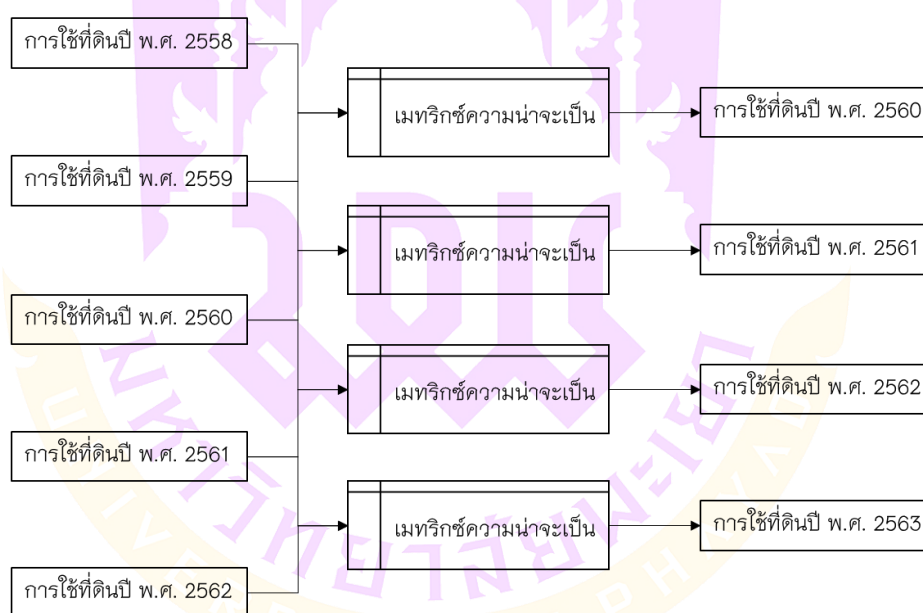 การใช้ที่ดินปี พ.ศ. 2558
เมทริกซ์ความน่าจะเป็น
การใช้ที่ดินปี พ.ศ. 2560
การใช้ที่ดินปี พ.ศ. 2559
เมทริกซ์ความน่าจะเป็น
การใช้ที่ดินปี พ.ศ. 2561
การใช้ที่ดินปี พ.ศ. 2560
เมทริกซ์ความน่าจะเป็น
การใช้ที่ดินปี พ.ศ. 2562
การใช้ที่ดินปี พ.ศ. 2561
เมทริกซ์ความน่าจะเป็น
การใช้ที่ดินปี พ.ศ. 2563
การใช้ที่ดินปี พ.ศ. 2562